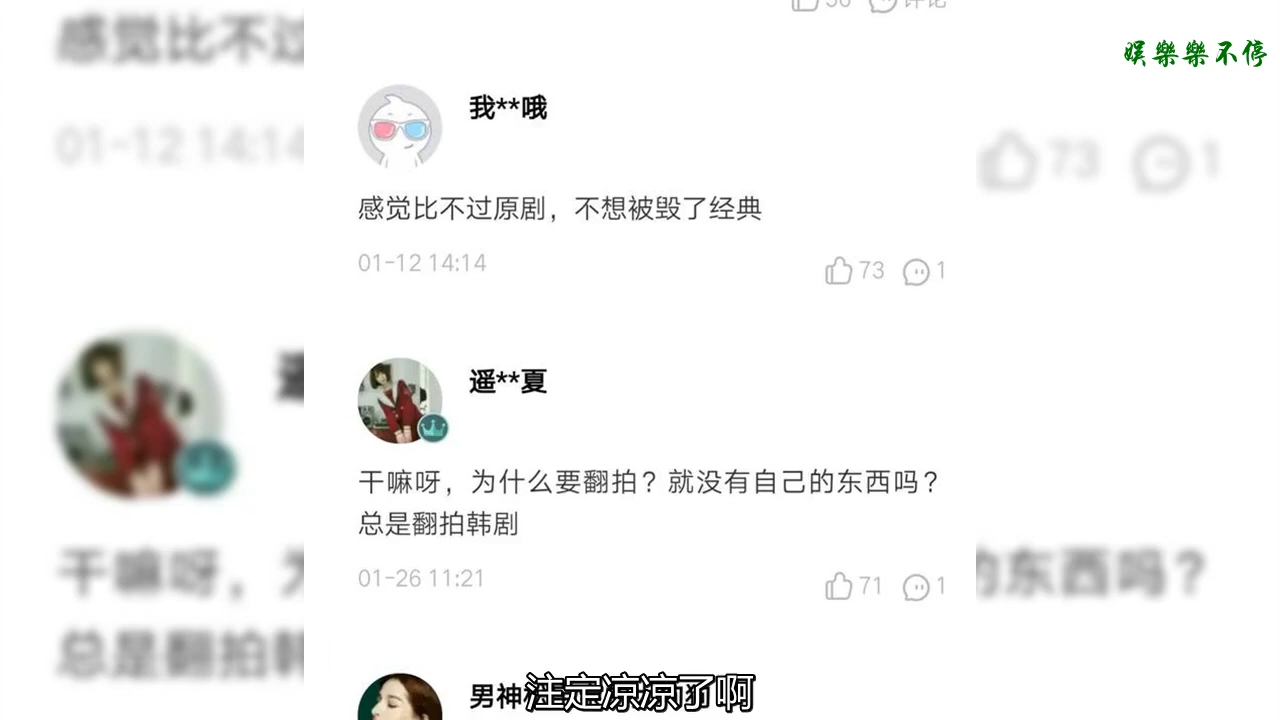 娱樂樂不停
我**哦
感觉比不过原剧，不想被毁了经典
01-12 14:14
73
1
遥**夏
干嘛呀，为什么要翻拍？就没有自己的东西吗？
总是翻拍韩剧
01-26 11:21
71
1
男神
注定凉凉了啊